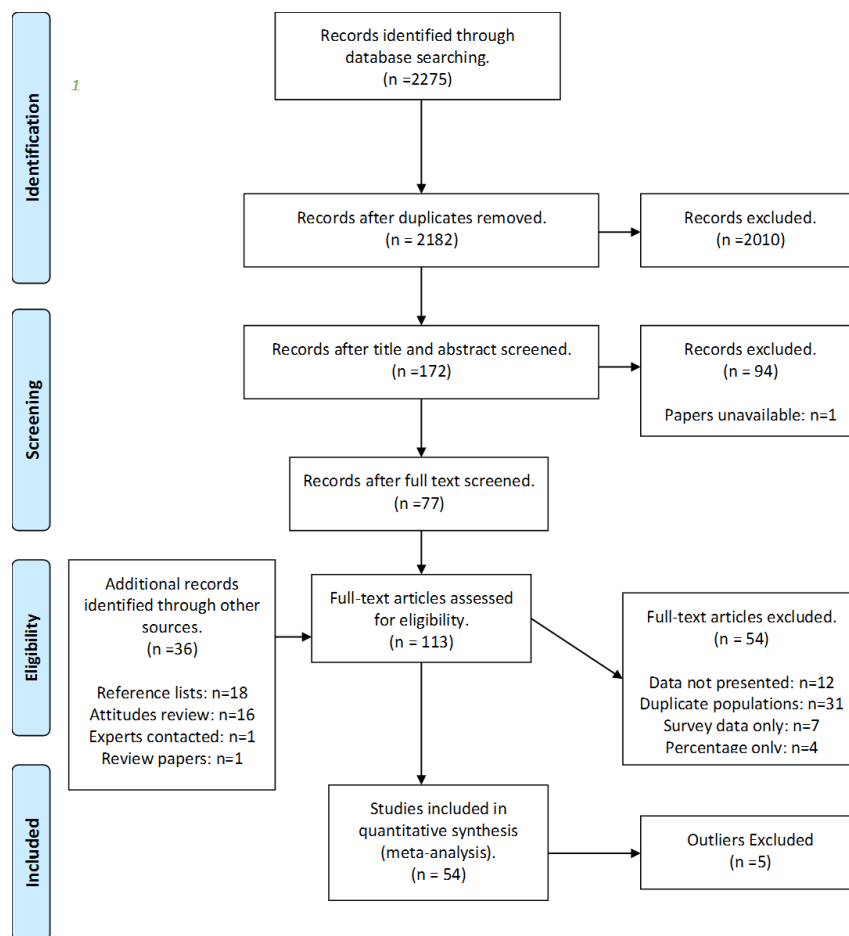 Records identified through
database searching.
(n =2275)
1
Identification
Records after duplicates removed.
(n = 2182)
Records excluded.
(n =2010)
Records after title and abstract screened.
(n =172)
Records excluded.
(n = 94)
Papers unavailable: n=1
Screening
Records after full text screened.
(n =77)
Additional records
identified through other
sources.
(n =36)
Reference lists: n=18
Attitudes review: n=16
Experts contacted: n=1
Review papers: n=1
Full-text articles assessed
for eligibility.
(n = 113)
Full-text articles excluded.
(n = 54)
Data not presented: n=12
Duplicate populations: n=31
Survey data only: n=7
Percentage only: n=4
Eligibility
Studies included in
quantitative synthesis
(meta-analysis).
(n = 54)
Outliers Excluded
(n =5)
Included